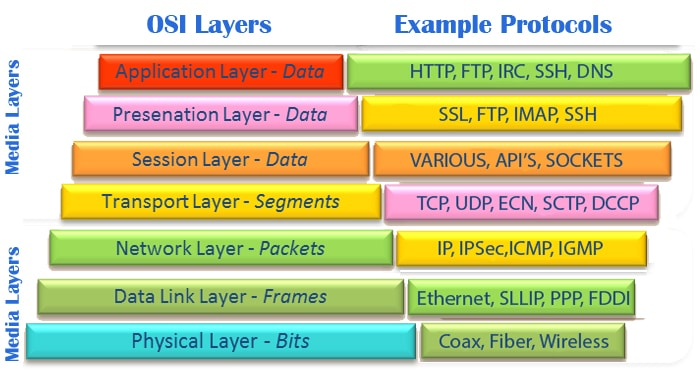 OSI Layers Example Protocols
Media Layers
Application Layer - Data HTTP, FTP, IRC, SSH, DNS
Presenation Layer - Data SSL, FTP, IMAP, SSH
Session Layer - Data VARIOUS, API'S, SOCKETS
Transport Layer - Segments TCP, UDP, ECN, SCTP, DCCP
Media Layers
Network Layer - Packets IP, IPSec,ICMP, IGMP
Data Link Layer - Frames Ethernet, SLLIP, PPP, FDDI
Physical Layer - Bits Coax, Fiber, Wireless